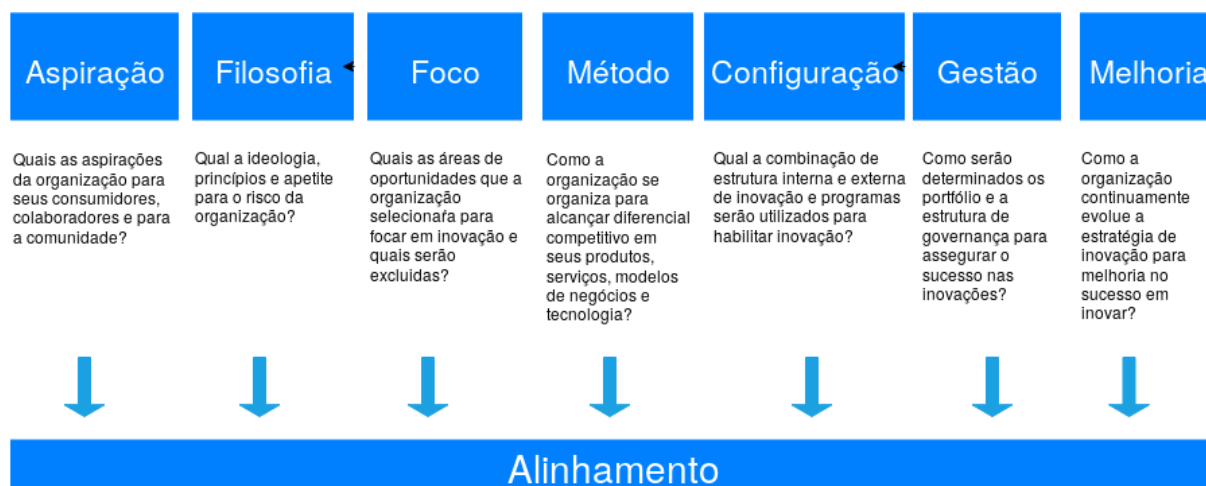 Aspiração
Filosofia
Foco
Método
Configuração
Gestão
Melhoria
Quais as aspirações
da organização para
seus consumidores,
colaboradores e para
a comunidade?
Qual a ideologia,
princípios e apetite
para o risco da
organização?
Quais as áreas de
oportunidades que a
organização
selecionaŕa para
focar em inovação e
quais serão
excluidas?
Como a
organização se
organiza para
alcançar diferencial
competitivo em
seus produtos,
serviços, modelos
de negócios e
tecnologia?
Qual a combinação de
estrutura interna e externa
de inovação e programas
serão utilizados para
habilitar inovação?
Como serão
determinados os
portfólio e a
estrutura de
governança para
assegurar o
sucesso nas
inovações?
Como a
organização
continuamente
evolue a
estratégia de
inovação para
melhoria no
sucesso em
inovar?
Alinhamento